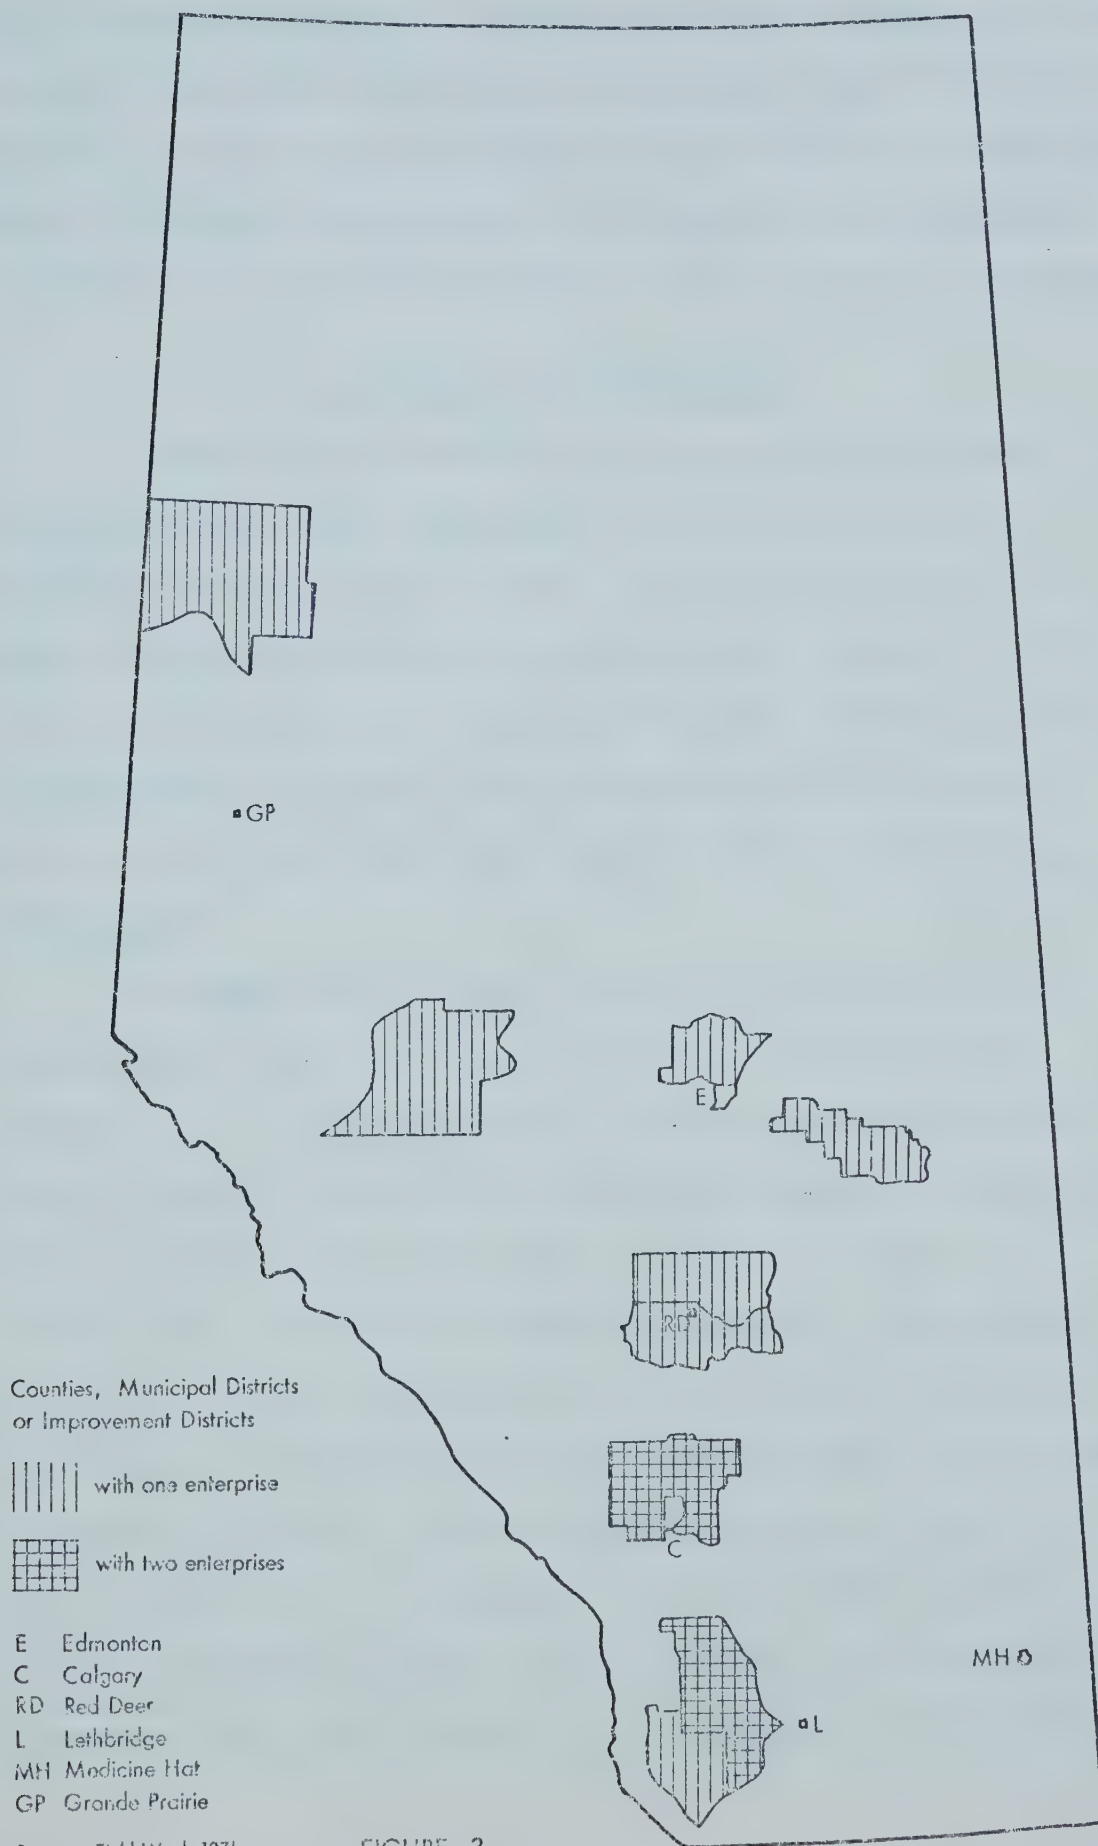 GP
E
RD
C
MH
L
Counties, Municipal Districts
or Improvement Districts
with one enterprise
with two enterprises
E Edmonton
C Calgary
RD Red Deer
L Lethbridge
MH Medicine Hat
GP Grande Prairie
FIGURE